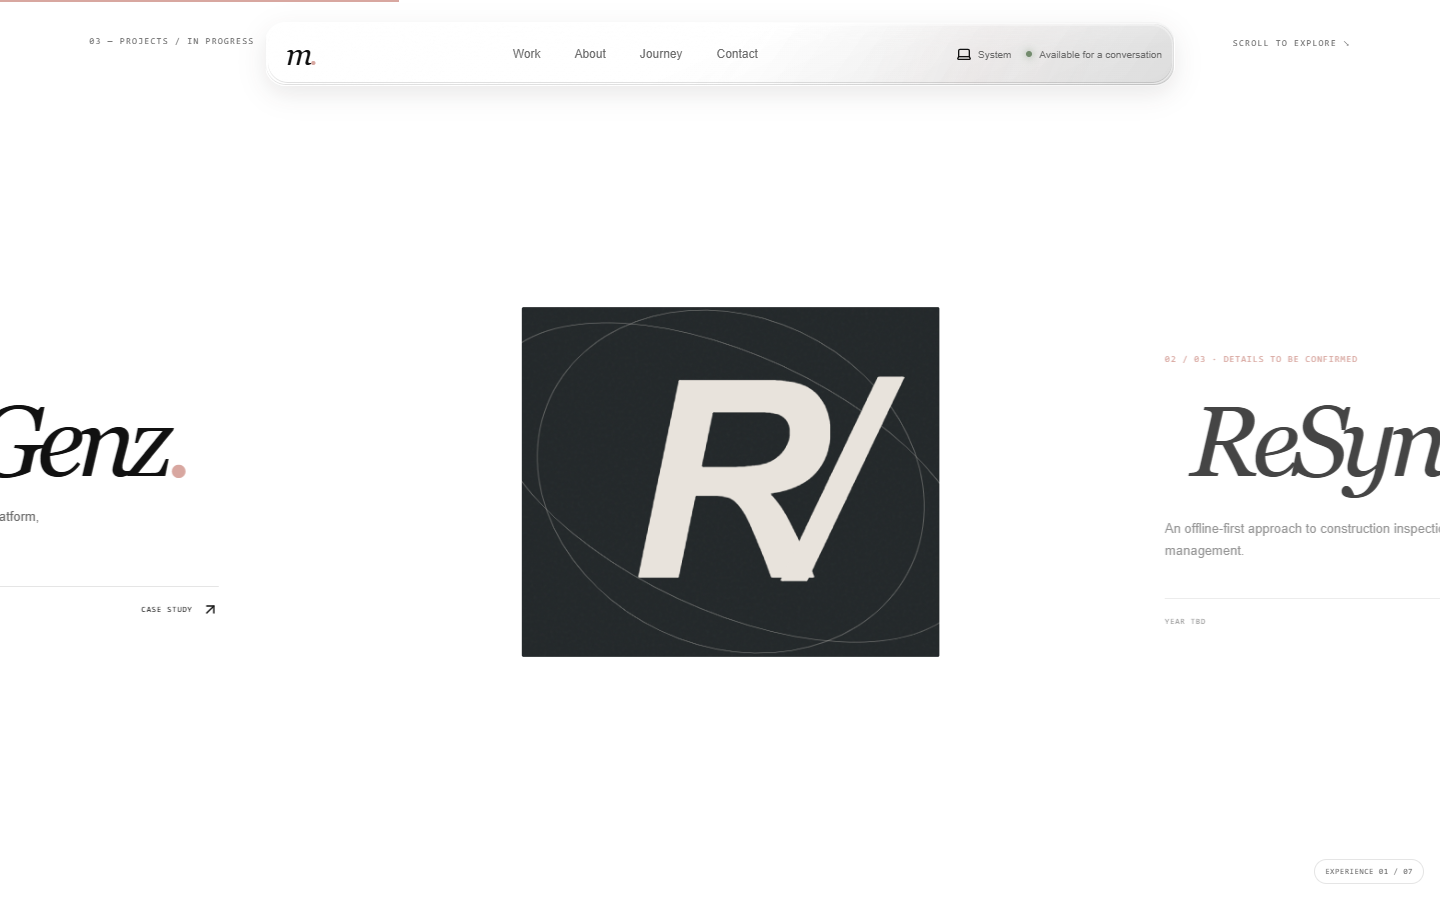 03 — PROJECTS / IN PROGRESS
m.
Work
About
Journey
Contact
System
Available for a conversation
SCROLL TO EXPLORE ↘
Genz.
atform,
CASE STUDY
R/
02 / 03 · DETAILS TO BE CONFIRMED
ReSyn
An offline-first approach to construction inspecti
management.
YEAR TBD
EXPERIENCE 01 / 07